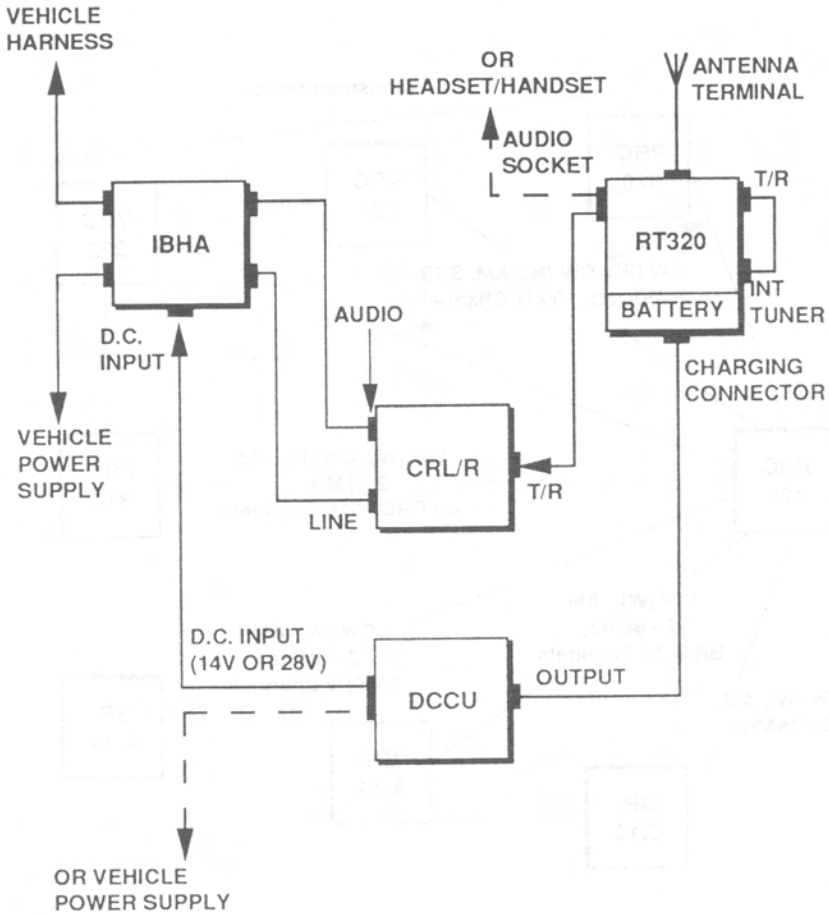 VEHICLE
HARNESS
OR
HEADSET/HANDSET
AUDIO
SOCKET
ANTENNA
TERMINAL
T/R
IBHA
RT320
BATTERY
INT
TUNER
D.C.
INPUT
AUDIO
CHARGING
CONNECTOR
VEHICLE
POWER
SUPPLY
CRL/R
T/R
LINE
D.C. INPUT
(14V OR 28V)
DCCU
OUTPUT
OR VEHICLE
POWER SUPPLY